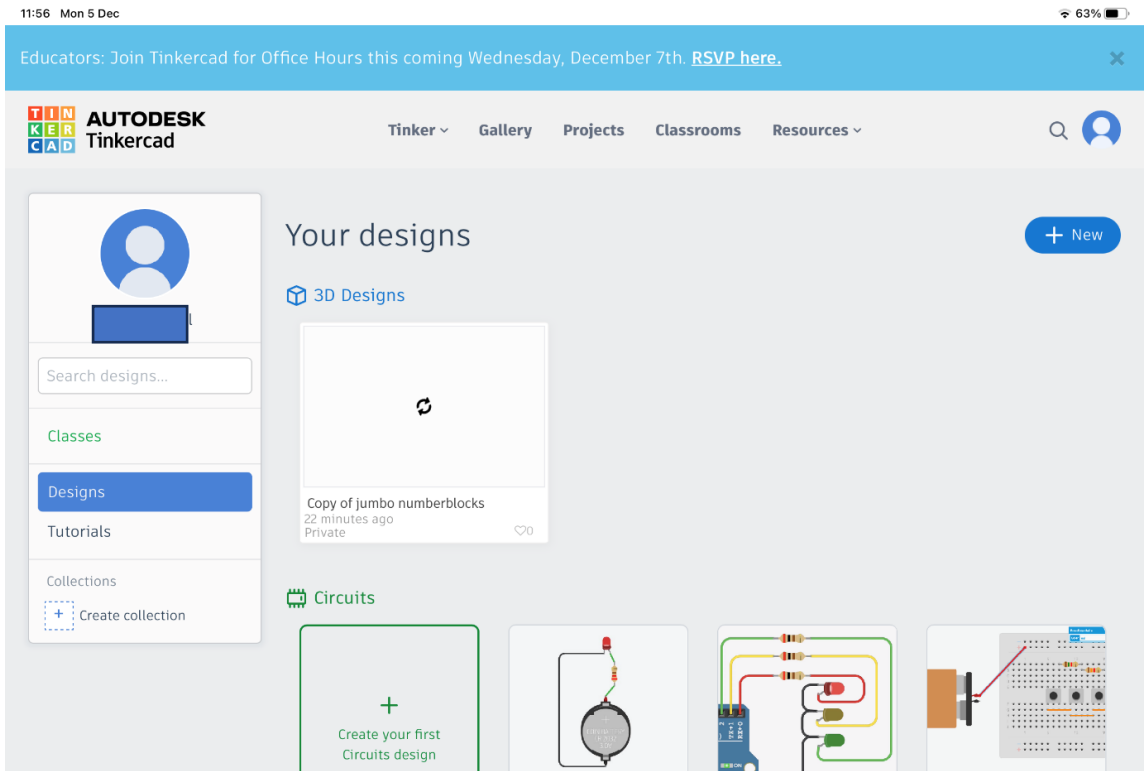 11:56 Mon 5 Dec
63%
Educators: Join Tinkercad for Office Hours this coming Wednesday, December 7th. RSVP here.
TIN
KER
CAD
AUTODESK
Tinkercad
Tinker
Gallery
Projects
Classrooms
Resources
Your designs
+ New
3D Designs
Search designs...
Classes
Designs
Tutorials
Collections
+ Create collection
Copy of jumbo numberblocks
22 minutes ago
Private
0
Circuits
+
Create your first
Circuits design